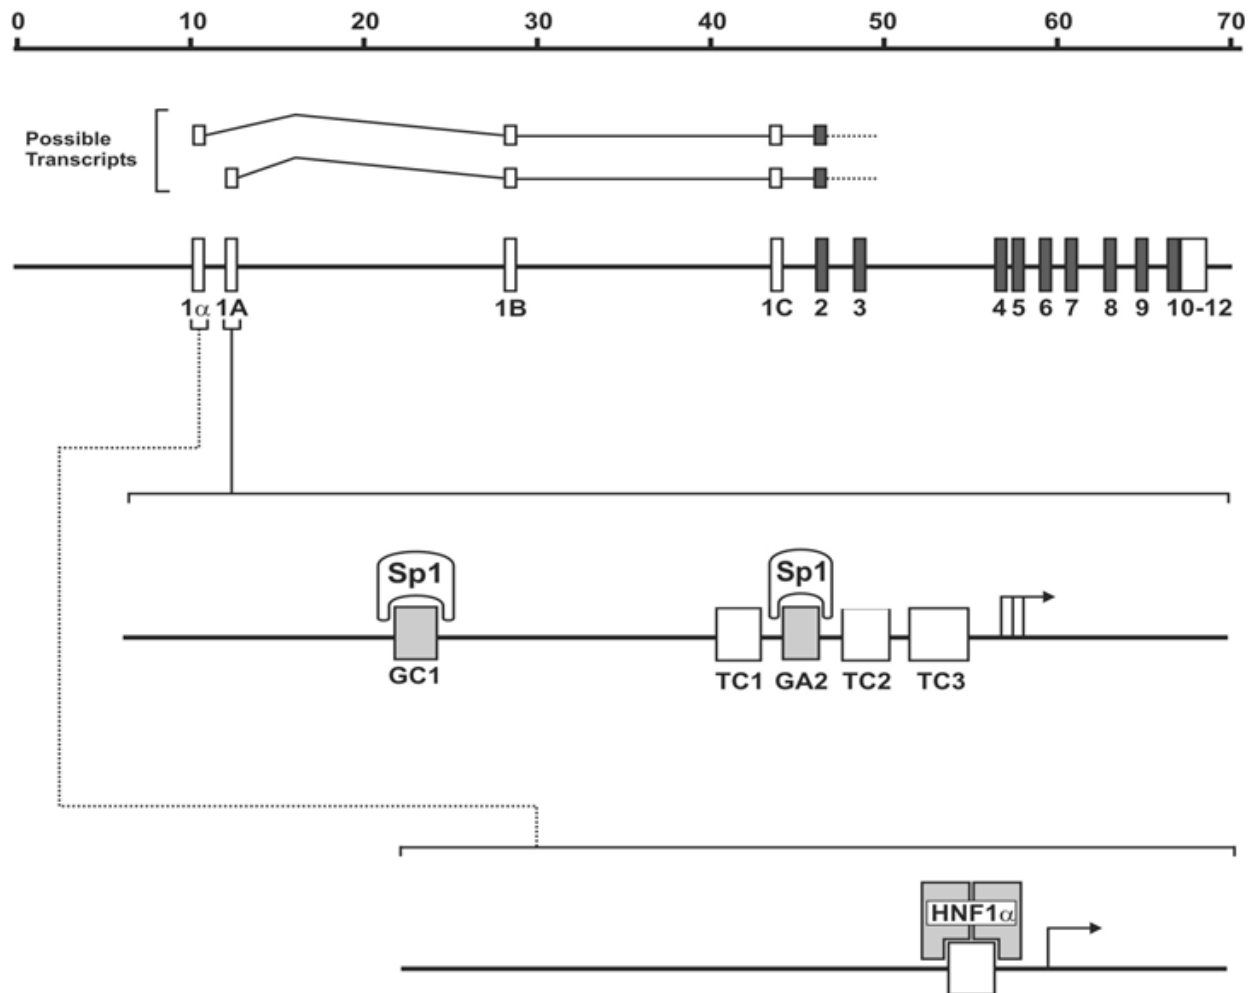 0 10 20 30 40 50 60 70
Possible
Transcripts
1α 1A 1B 1C 2 3 4 5 6 7 8 9 10-12
Sp1 Sp1
GC1 TC1 GA2 TC2 TC3
HNF1α